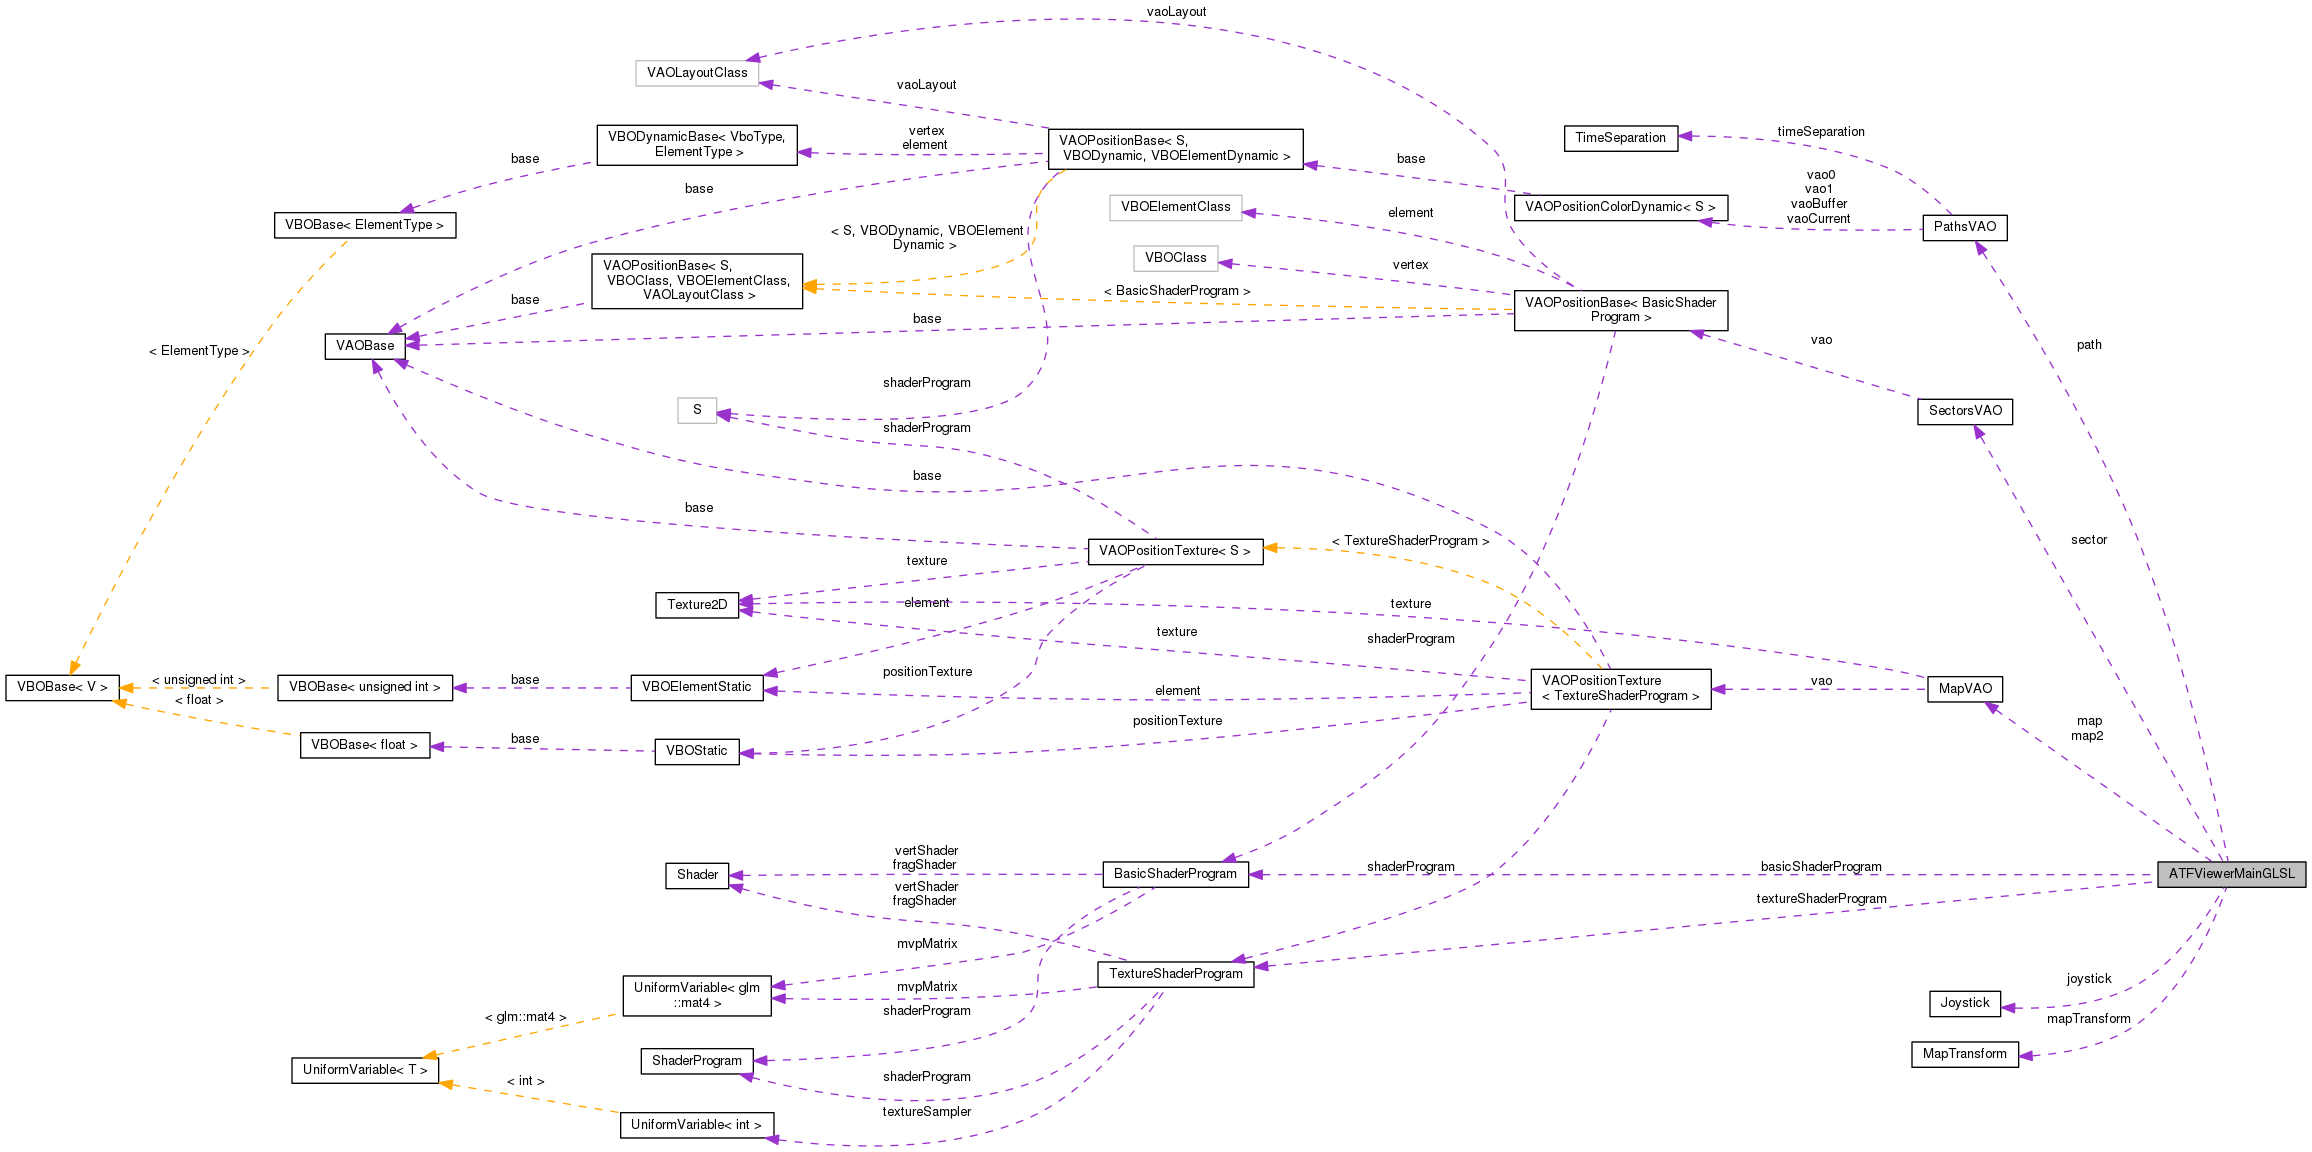 vaoLayout
VAOLayoutClass
vaoLayout
VBODynamicBase< VboType,
ElementType >
vertex
element
VAOPositionBase< S,
VBODynamic, VBOElementDynamic >
TimeSeparation
timeSeparation
base
base
base
VBOBase< ElementType >
VBOElementClass
element
VAOPositionColorDynamic< S >
vao0
vao1
vaoBuffer
vaoCurrent
PathsVAO
< S, VBODynamic, VBOElement
Dynamic >
VBOClass
vertex
VAOPositionBase< S,
VBOClass, VBOElementClass,
VAOLayoutClass >
base
< BasicShaderProgram >
VAOPositionBase< BasicShader
Program >
base
VAOBase
< ElementType >
vao
path
shaderProgram
S
shaderProgram
SectorsVAO
base
base
VAOPositionTexture< S >
< TextureShaderProgram >
sector
texture
Texture2D
element
texture
texture
shaderProgram
positionTexture
VBOBase< V >
< unsigned int >
< float >
VBOBase< unsigned int >
base
VBOElementStatic
element
VAOPositionTexture
< TextureShaderProgram >
vao
MapVAO
positionTexture
map
map2
VBOBase< float >
base
VBOStatic
vertShader
fragShader
Shader
BasicShaderProgram
shaderProgram
basicShaderProgram
ATFViewerMainGLSL
vertShader
fragShader
textureShaderProgram
mvpMatrix
TextureShaderProgram
UniformVariable< glm
::mat4 >
mvpMatrix
shaderProgram
joystick
Joystick
< glm::mat4 >
mapTransform
ShaderProgram
MapTransform
UniformVariable< T >
< int >
shaderProgram
textureSampler
UniformVariable< int >